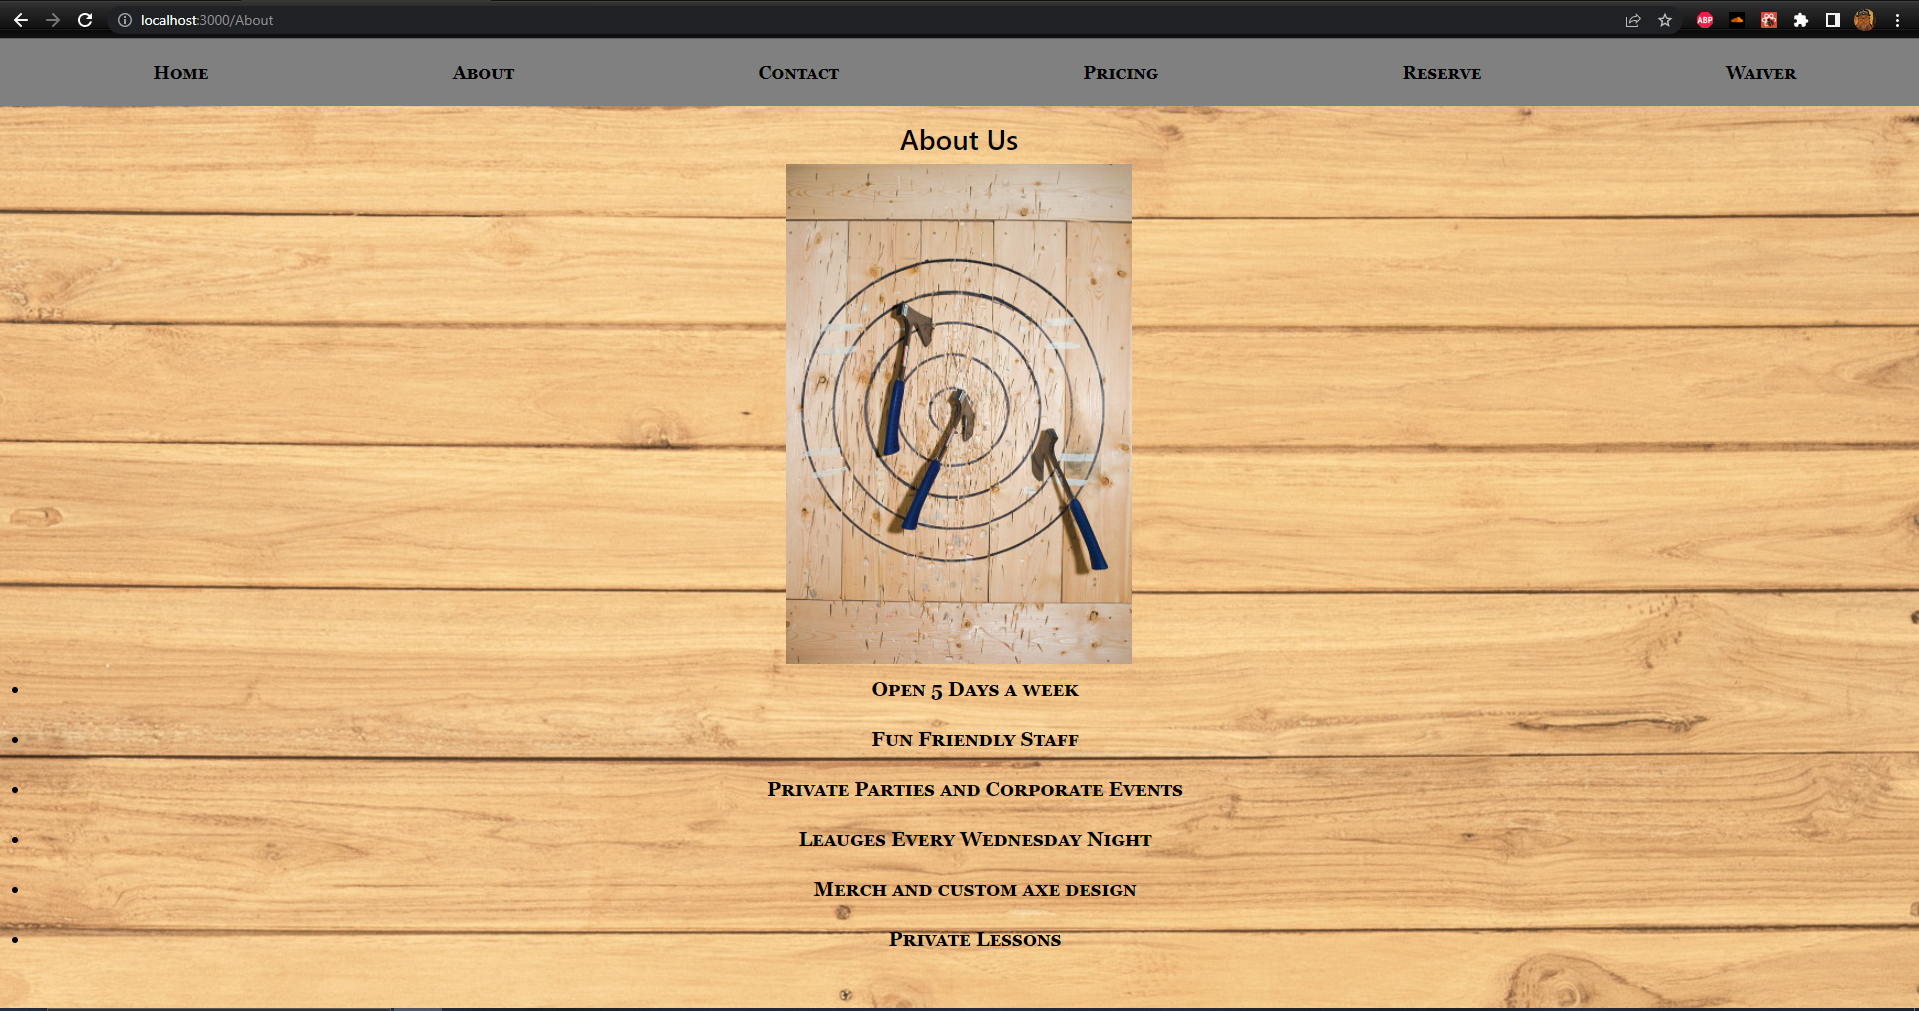 localhost:3000/About
Home About Contact Pricing Reserve Waiver
About Us
Open 5 Days a week
Fun Friendly Staff
Private Parties and Corporate Events
Leauges Every Wednesday Night
Merch and custom axe design
Private Lessons
ABP